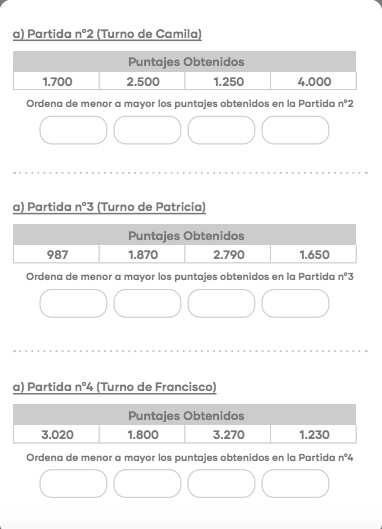 a) Partida n°2 (Turno de Camila)
Puntajes Obtenidos
1.700 2.500 1.250 4.000
Ordena de menor a mayor los puntajes obtenidos en la Partida n°2
a) Partida n°3 (Turno de Patricia)
Puntajes Obtenidos
987 1.870 2.790 1.650
Ordena de menor a mayor los puntajes obtenidos en la Partida n°3
a) Partida n°4 (Turno de Francisco)
Puntajes Obtenidos
3.020 1.800 3.270 1.230
Ordena de menor a mayor los puntajes obtenidos en la Partida n°4